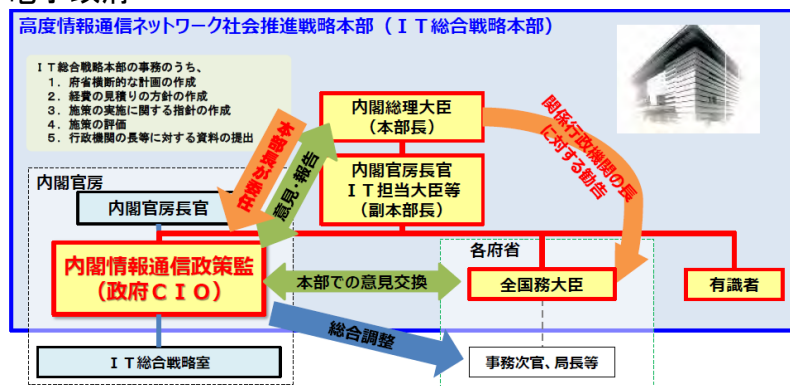 高度情報通信ネットワーク社会推進戦略本部（ＩＴ総合戦略本部）
ＩＴ総合戦略本部の事務のうち、
１．府省横断的な計画の作成
２．経費の見積りの方針の作成
３．施策の実施に関する指針の作成
４．施策の評価
５．行政機関の長等に対する資料の提出
内閣総理大臣
（本部長）
本部長が委任
意見・報告
関係行政機関の長
に対する勧告
内閣官房長官
ＩＴ担当大臣等
（副本部長）
内閣官房
内閣官房長官
内閣情報通信政策監
（政府ＣＩＯ）
本部での意見交換
各府省
全国務大臣
有識者
総合調整
ＩＴ総合戦略室
事務次官、局長等